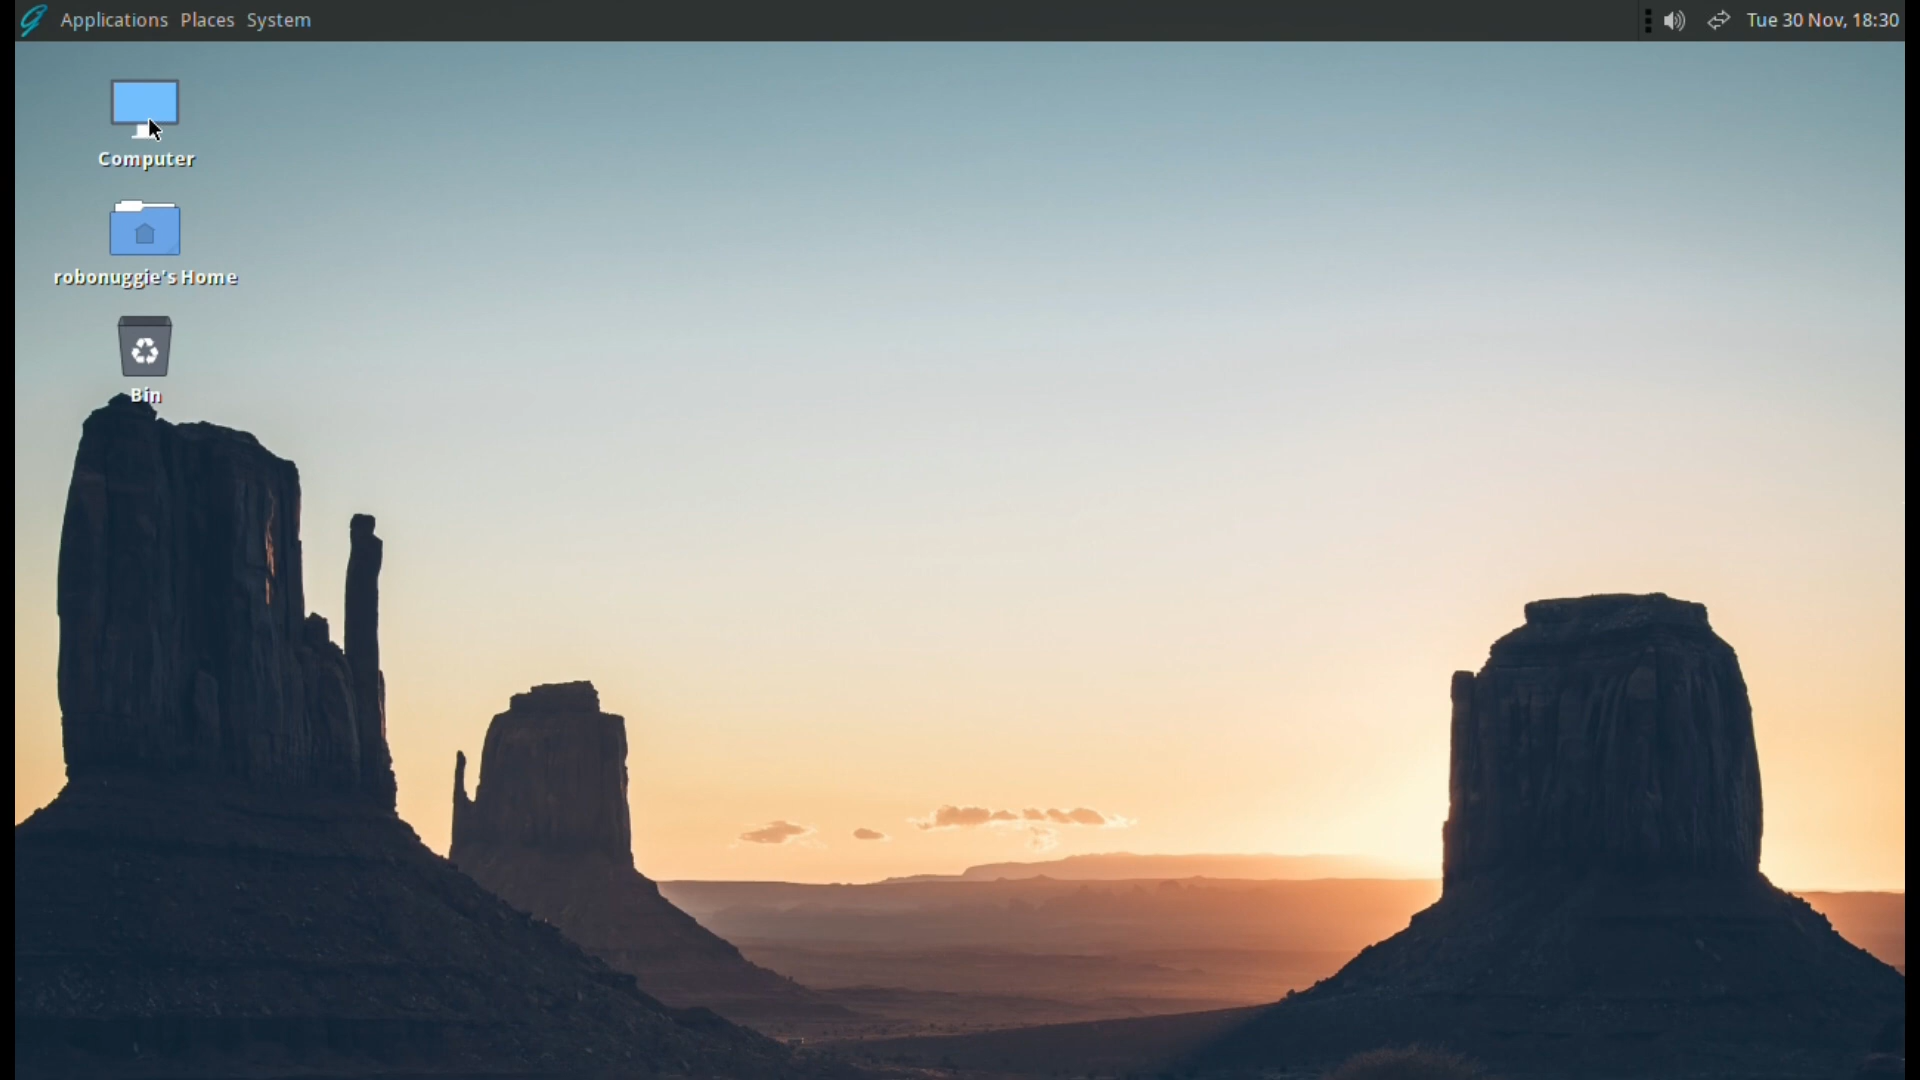 Applications Places System
Tue 30 Nov, 18:30
Computer
robonuggie's Home
Bin